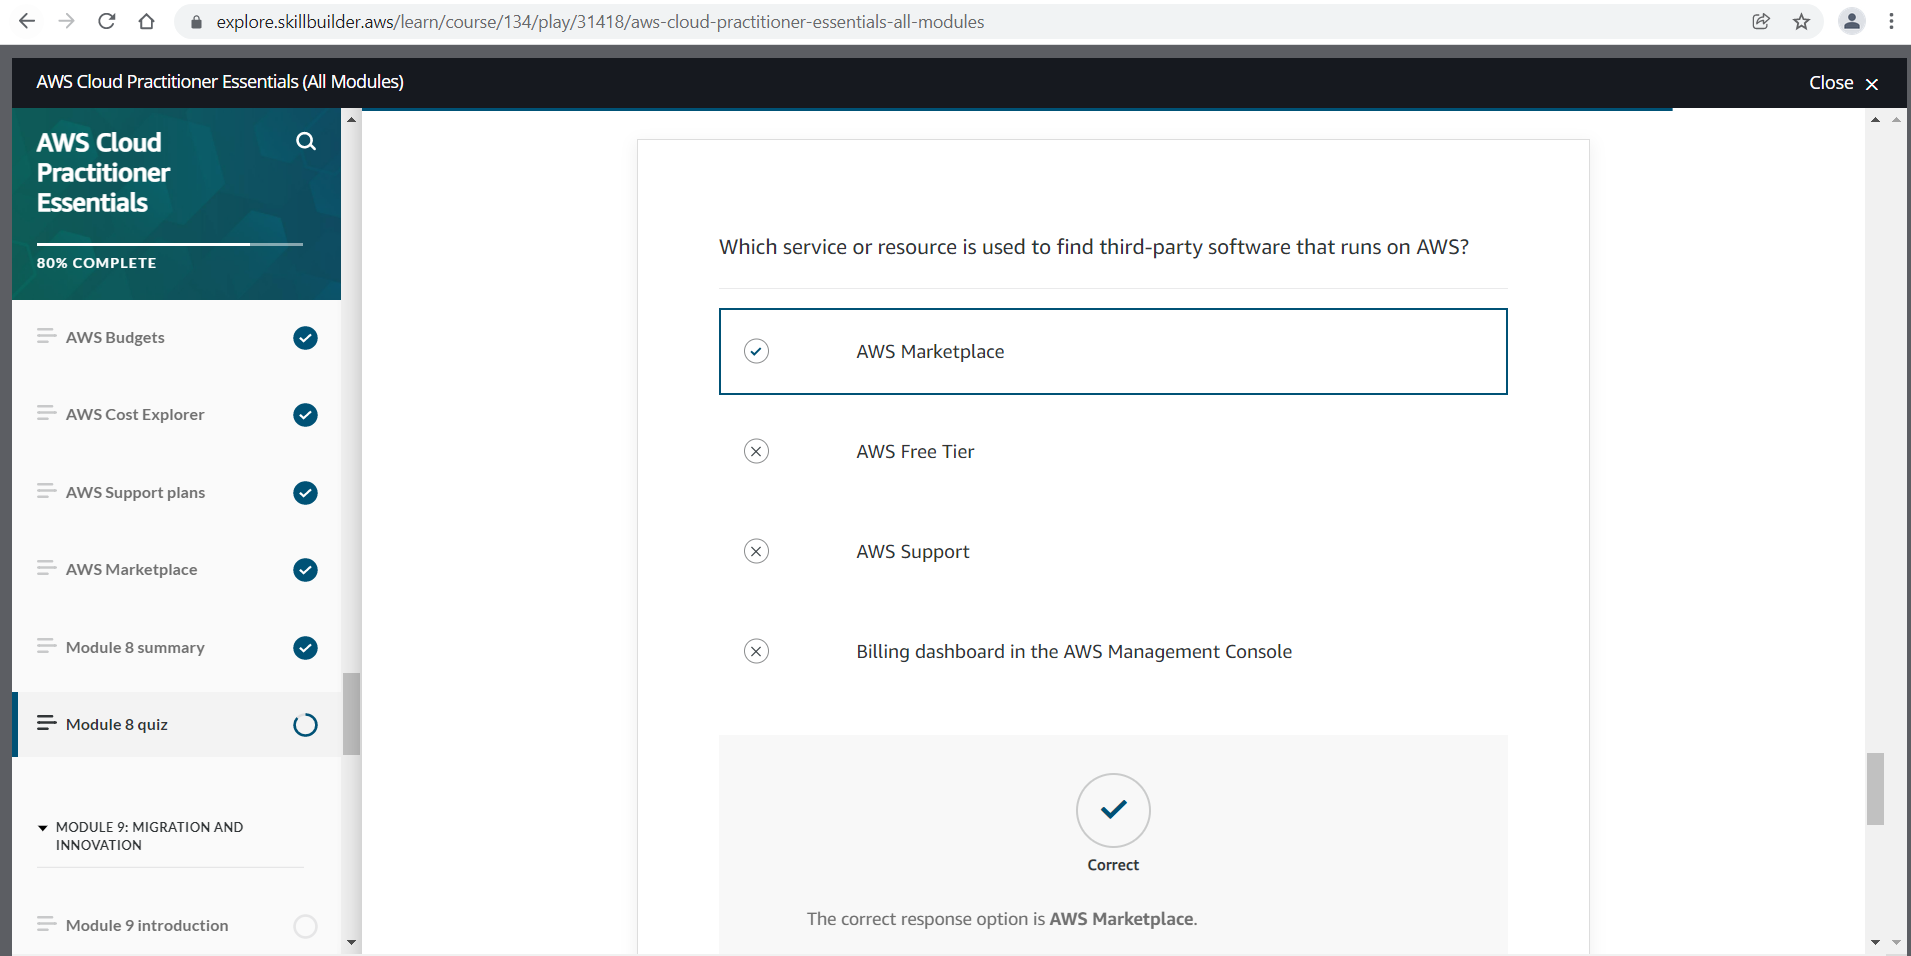 explore.skillbuilder.aws/learn/course/134/play/31418/aws-cloud-practitioner-essentials-all-modules
AWS Cloud Practitioner Essentials (All Modules)
Close
AWS Cloud
Practitioner
Essentials
80% COMPLETE
AWS Budgets
AWS Cost Explorer
AWS Support plans
AWS Marketplace
Module 8 summary
Module 8 quiz
MODULE 9: MIGRATION AND
INNOVATION
Module 9 introduction
Which service or resource is used to find third-party software that runs on AWS?
AWS Marketplace
AWS Free Tier
AWS Support
Billing dashboard in the AWS Management Console
Correct
The correct response option is AWS Marketplace.